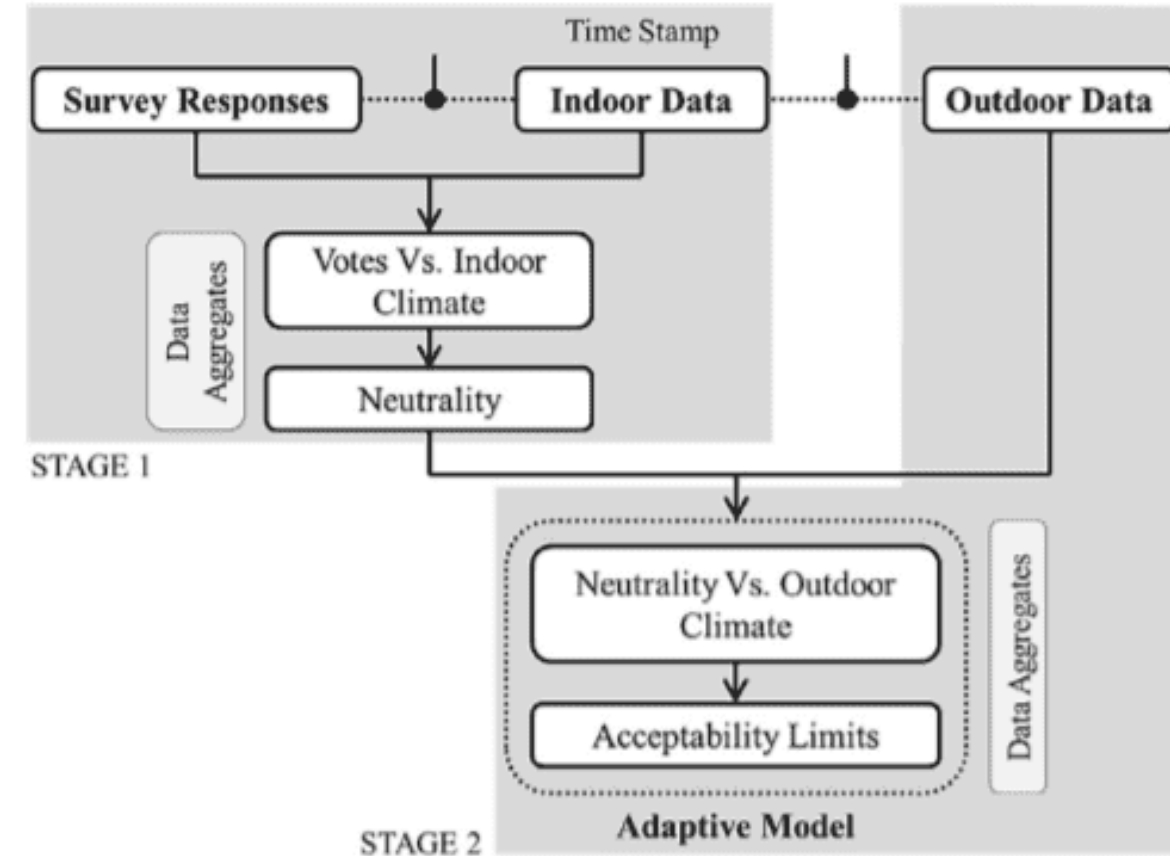 Time Stamp
Survey Responses
Indoor Data
Outdoor Data
Votes Vs. Indoor
Climate
Data
Aggregates
Neutrality
STAGE 1
Neutrality Vs. Outdoor
Climate
Data Aggregates
Acceptability Limits
Adaptive Model
STAGE 2